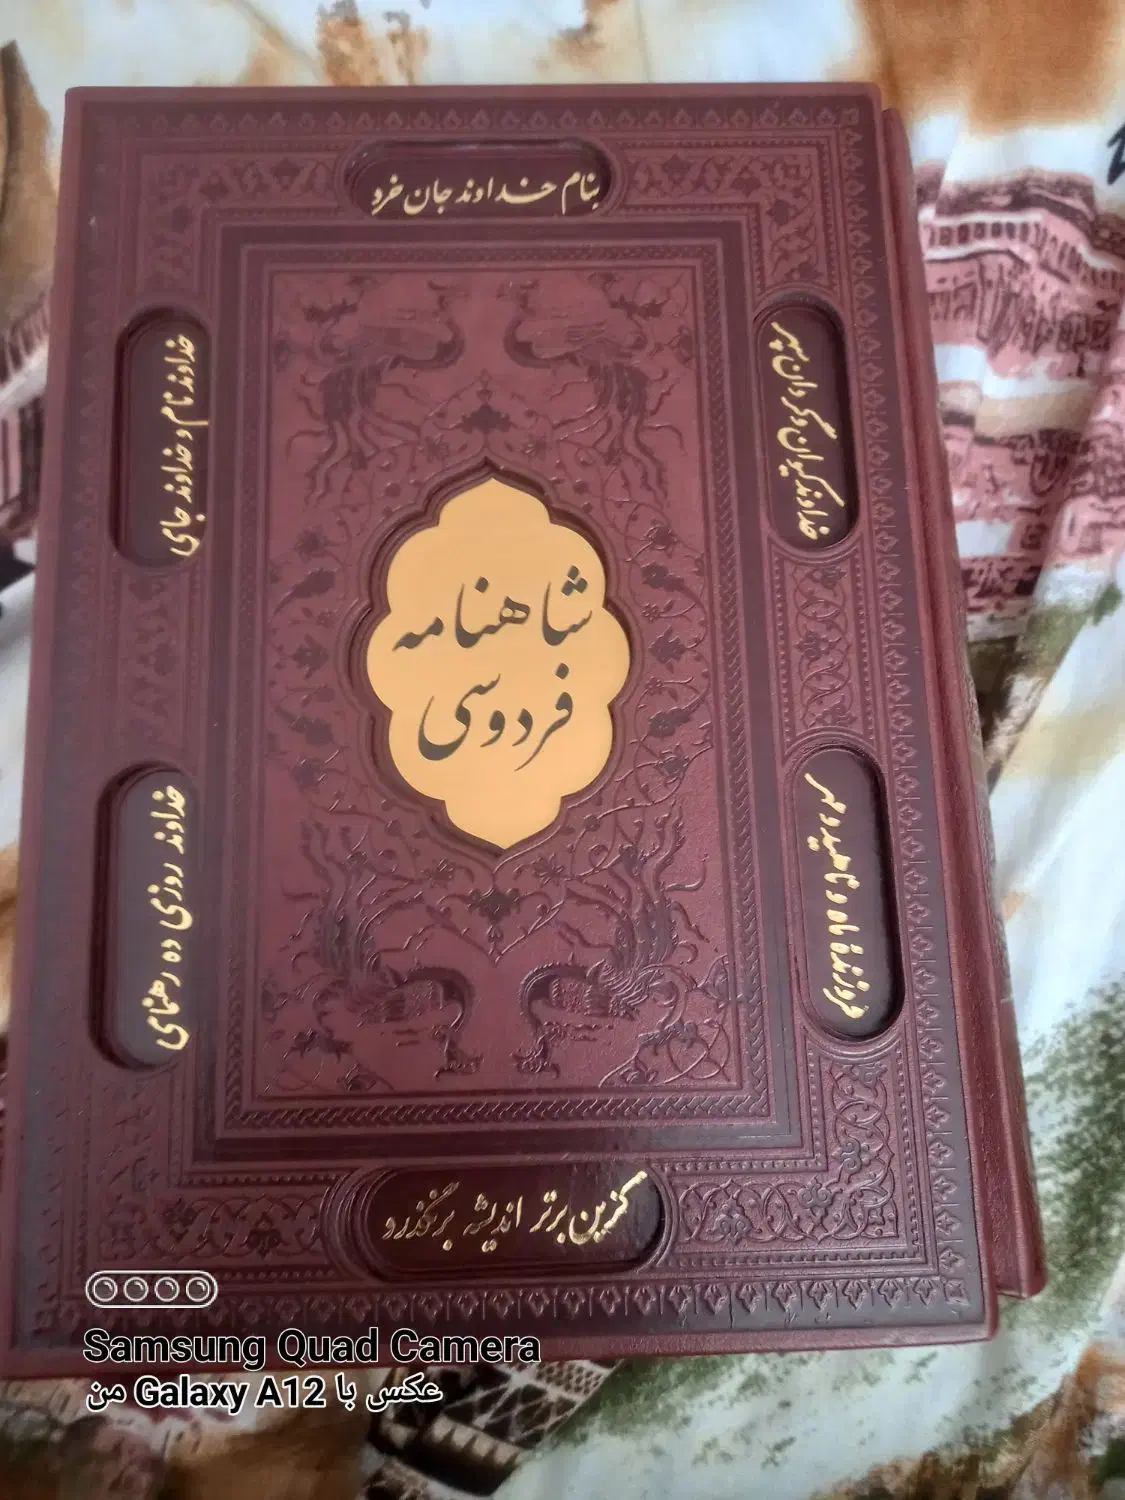 بنام خداوند جان خرد
کزین برتر اندیشه برنگذرد
خداوند نام و خداوند جای
خداوند روزی ده رهنمای
خداوند کیوان و گردان سپهر
فروزندهٔ ماه و ناهید و مهر
شاهنامه
فردوسی
Samsung Quad Camera
عکس با Galaxy A12 من